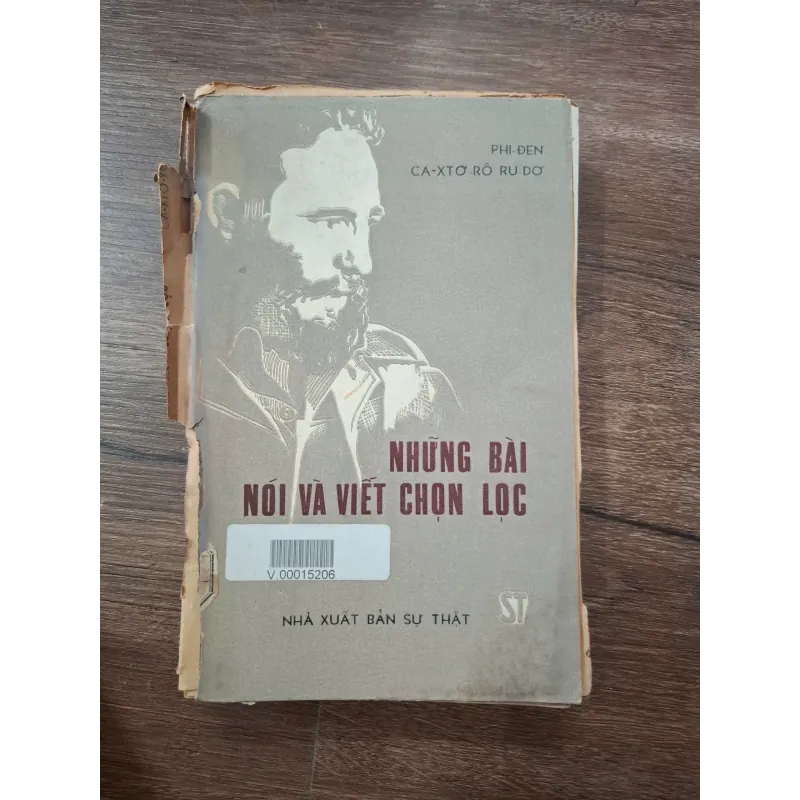 PHI-ĐEN
CA-XTƠ-RÔ RU-DƠ
NHỮNG BÀI
NÓI VÀ VIẾT CHỌN LỌC
V.00015206
NHÀ XUẤT BẢN SỰ THẬT
ST